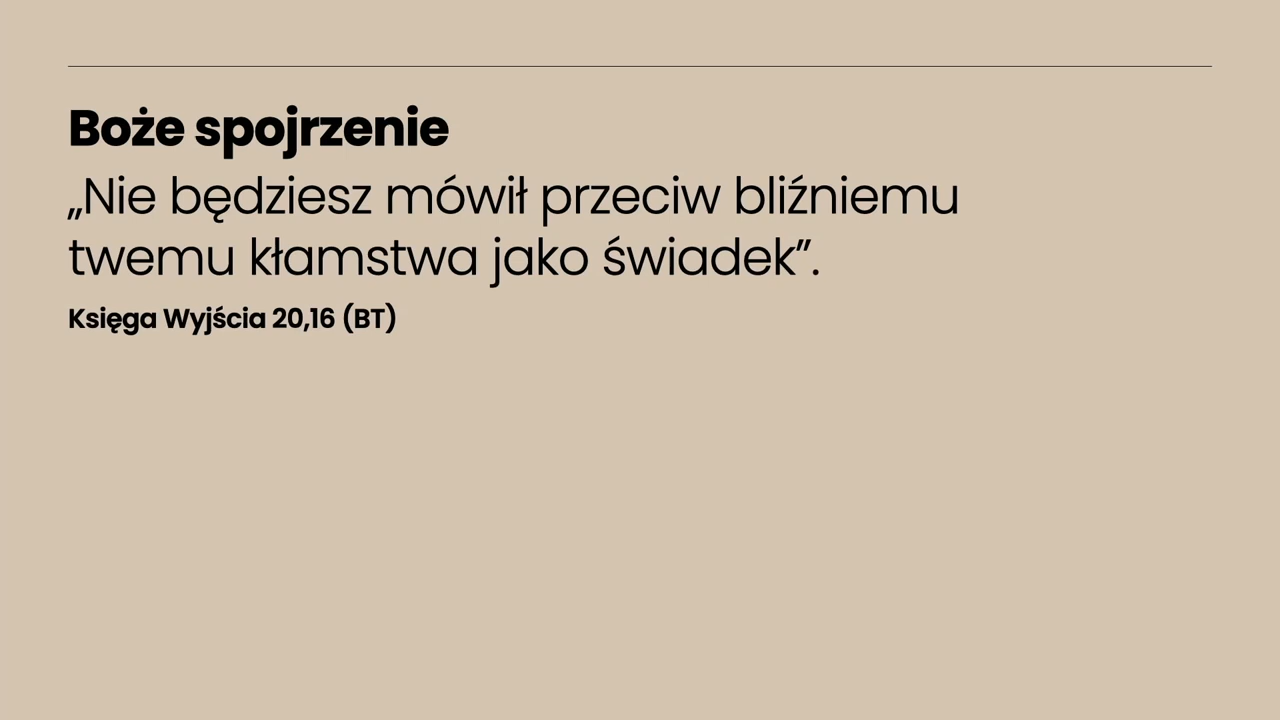 Boże spojrzenie
„Nie będziesz mówił przeciw bliźniemu
twemu kłamstwa jako świadek”.
Księga Wyjścia 20,16 (BT)